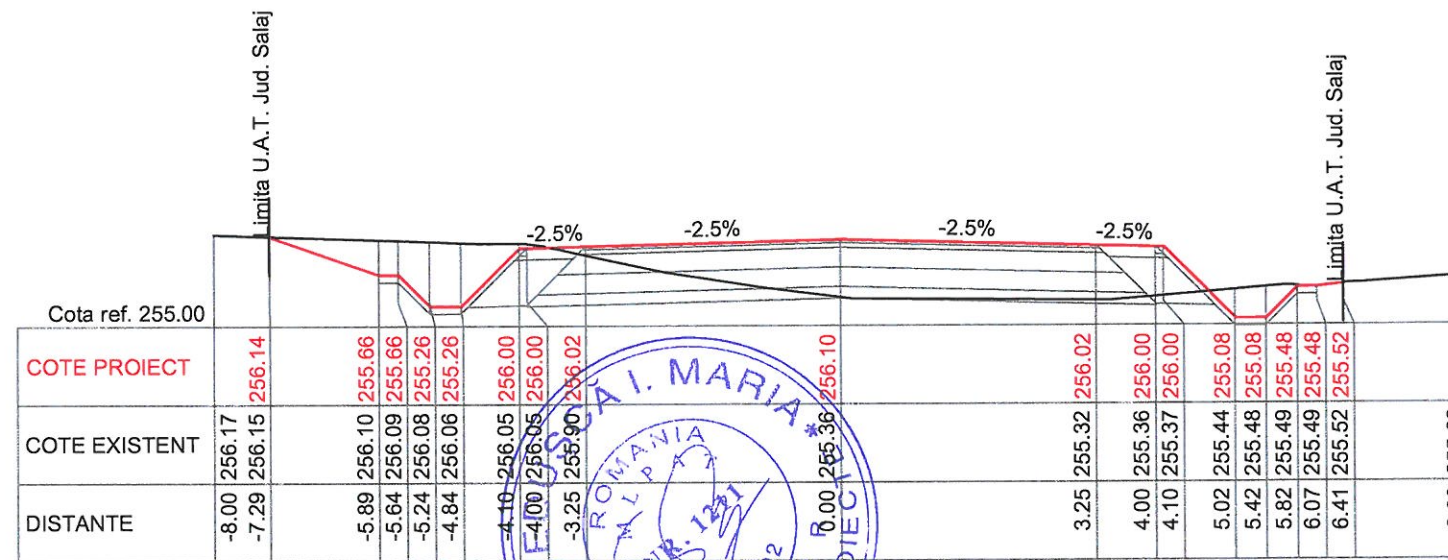 Limita U.A.T. Jud. Salaj
Limita U.A.T. Jud. Salaj
-2.5% -2.5% -2.5% -2.5%
Cota ref. 255.00
COTE PROIECT 256.14 255.66 255.66 255.26 255.26 256.00 256.00 256.02 256.10 256.02 256.00 256.00 255.08 255.08 255.48 255.48 255.52
COTE EXISTENT 256.17 256.15 256.10 256.09 256.08 256.06 256.05 256.05 255.90 255.36 255.32 255.36 255.37 255.44 255.48 255.49 255.49 255.52
DISTANTE -8.00 -7.29 -5.89 -5.64 -5.24 -4.84 -4.10 -4.00 -3.25 0.00 3.25 4.00 4.10 5.02 5.42 5.82 6.07 6.41
I. MARIA *
ROMANIA
M L P A T
NR. 1221